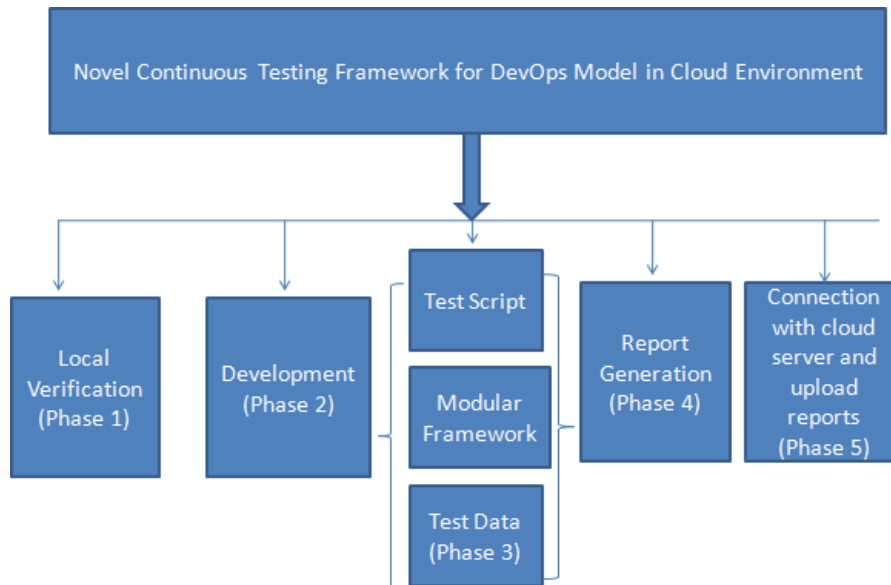 Novel Continuous Testing Framework for DevOps Model in Cloud Environment
Local
Verification
(Phase 1)
Development
(Phase 2)
Test Script
Modular
Framework
Test Data
(Phase 3)
Report
Generation
(Phase 4)
Connection
with cloud
server and
upload
reports
(Phase 5)